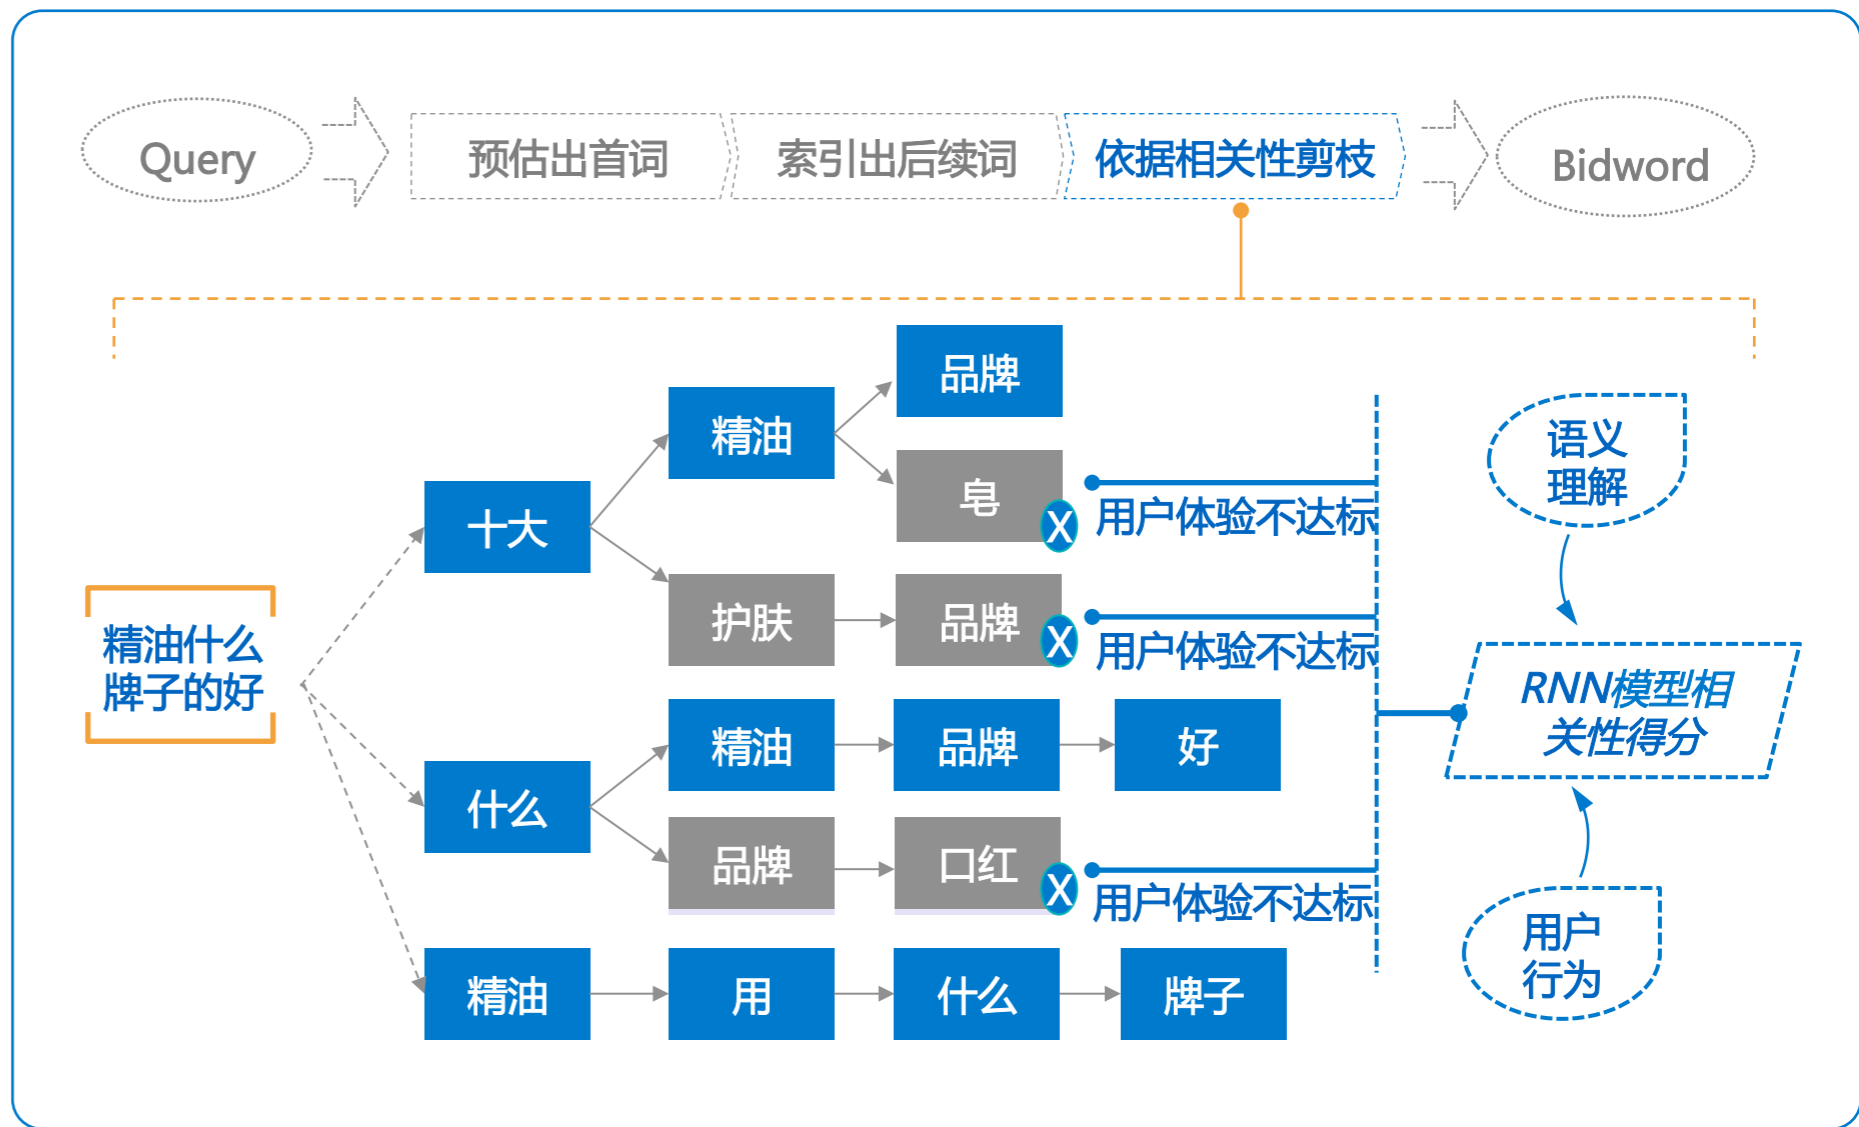 Query
预估出首词
索引出后续词
依据相关性剪枝
Bidword
精油什么
牌子的好
十大
精油
品牌
皂
X
用户体验不达标
护肤
品牌
X
用户体验不达标
什么
精油
品牌
好
品牌
口红
X
用户体验不达标
精油
用
什么
牌子
语义
理解
RNN模型相
关性得分
用户
行为